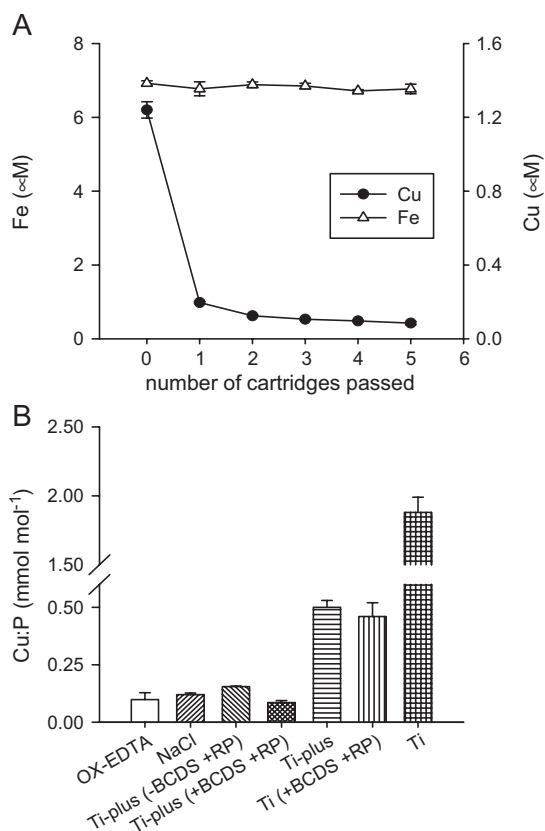 A
8
6
4
2
0
Fe (∝M)
1.6
1.2
0.8
0.4
0.0
Cu (∝M)
Cu
Fe
0 1 2 3 4 5 6
number of cartridges passed
B
2.50
2.00
1.50
0.50
0.25
0.00
Cu:P (mmol mol⁻¹)
OX-EDTA
NaCl
Ti-plus (-BCDS +RP)
Ti-plus (+BCDS +RP)
Ti-plus
Ti (+BCDS +RP)
Ti